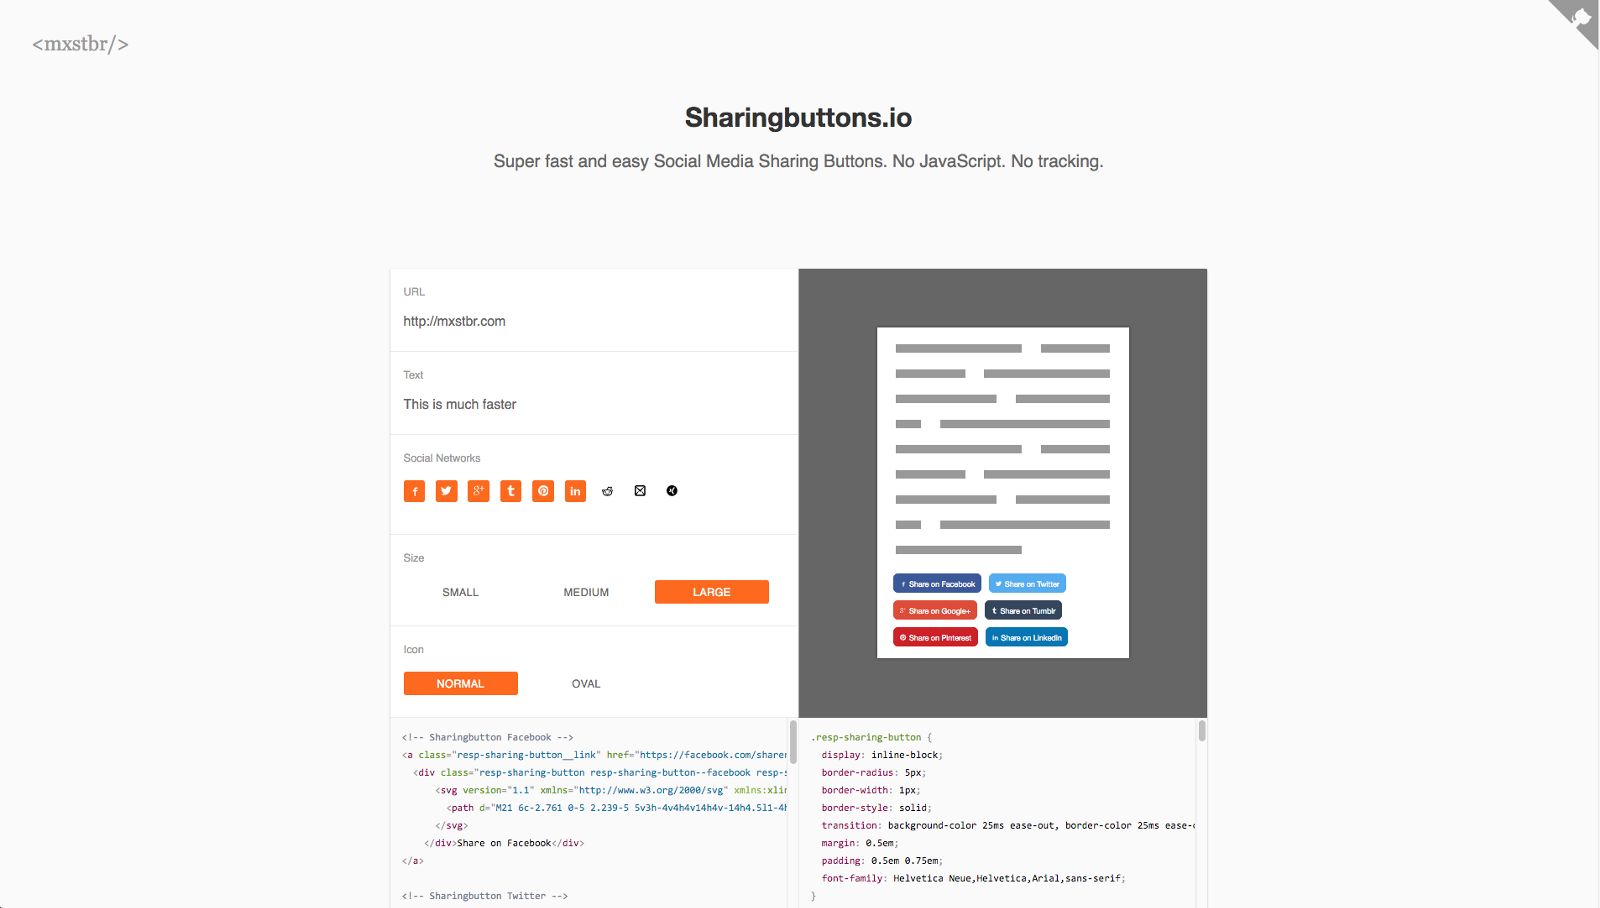 <mxstbr/>
Sharingbuttons.io
Super fast and easy Social Media Sharing Buttons. No JavaScript. No tracking.
URL
http://mxstbr.com
Text
This is much faster
Social Networks
Size
SMALL MEDIUM LARGE
Icon
NORMAL OVAL
Share on Facebook Share on Twitter
Share on Google+ Share on Tumblr
Share on Pinterest Share on LinkedIn
<!-- Sharingbutton Facebook -->
<a class="resp-sharing-button__link" href="https://facebook.com/sharer
<div class="resp-sharing-button resp-sharing-button--facebook resp-s
<svg version="1.1" xmlns="http://www.w3.org/2000/svg" xmlns:xlin
<path d="M21 6c-2.761 0-5 2.239-5 5v3h-4v4h4v14h4v-14h4.5l1-4h
</svg>
</div>Share on Facebook</div>
</a>
<!-- Sharingbutton Twitter -->
.resp-sharing-button {
display: inline-block;
border-radius: 5px;
border-width: 1px;
border-style: solid;
transition: background-color 25ms ease-out, border-color 25ms ease-o
margin: 0.5em;
padding: 0.5em 0.75em;
font-family: Helvetica Neue,Helvetica,Arial,sans-serif;
}